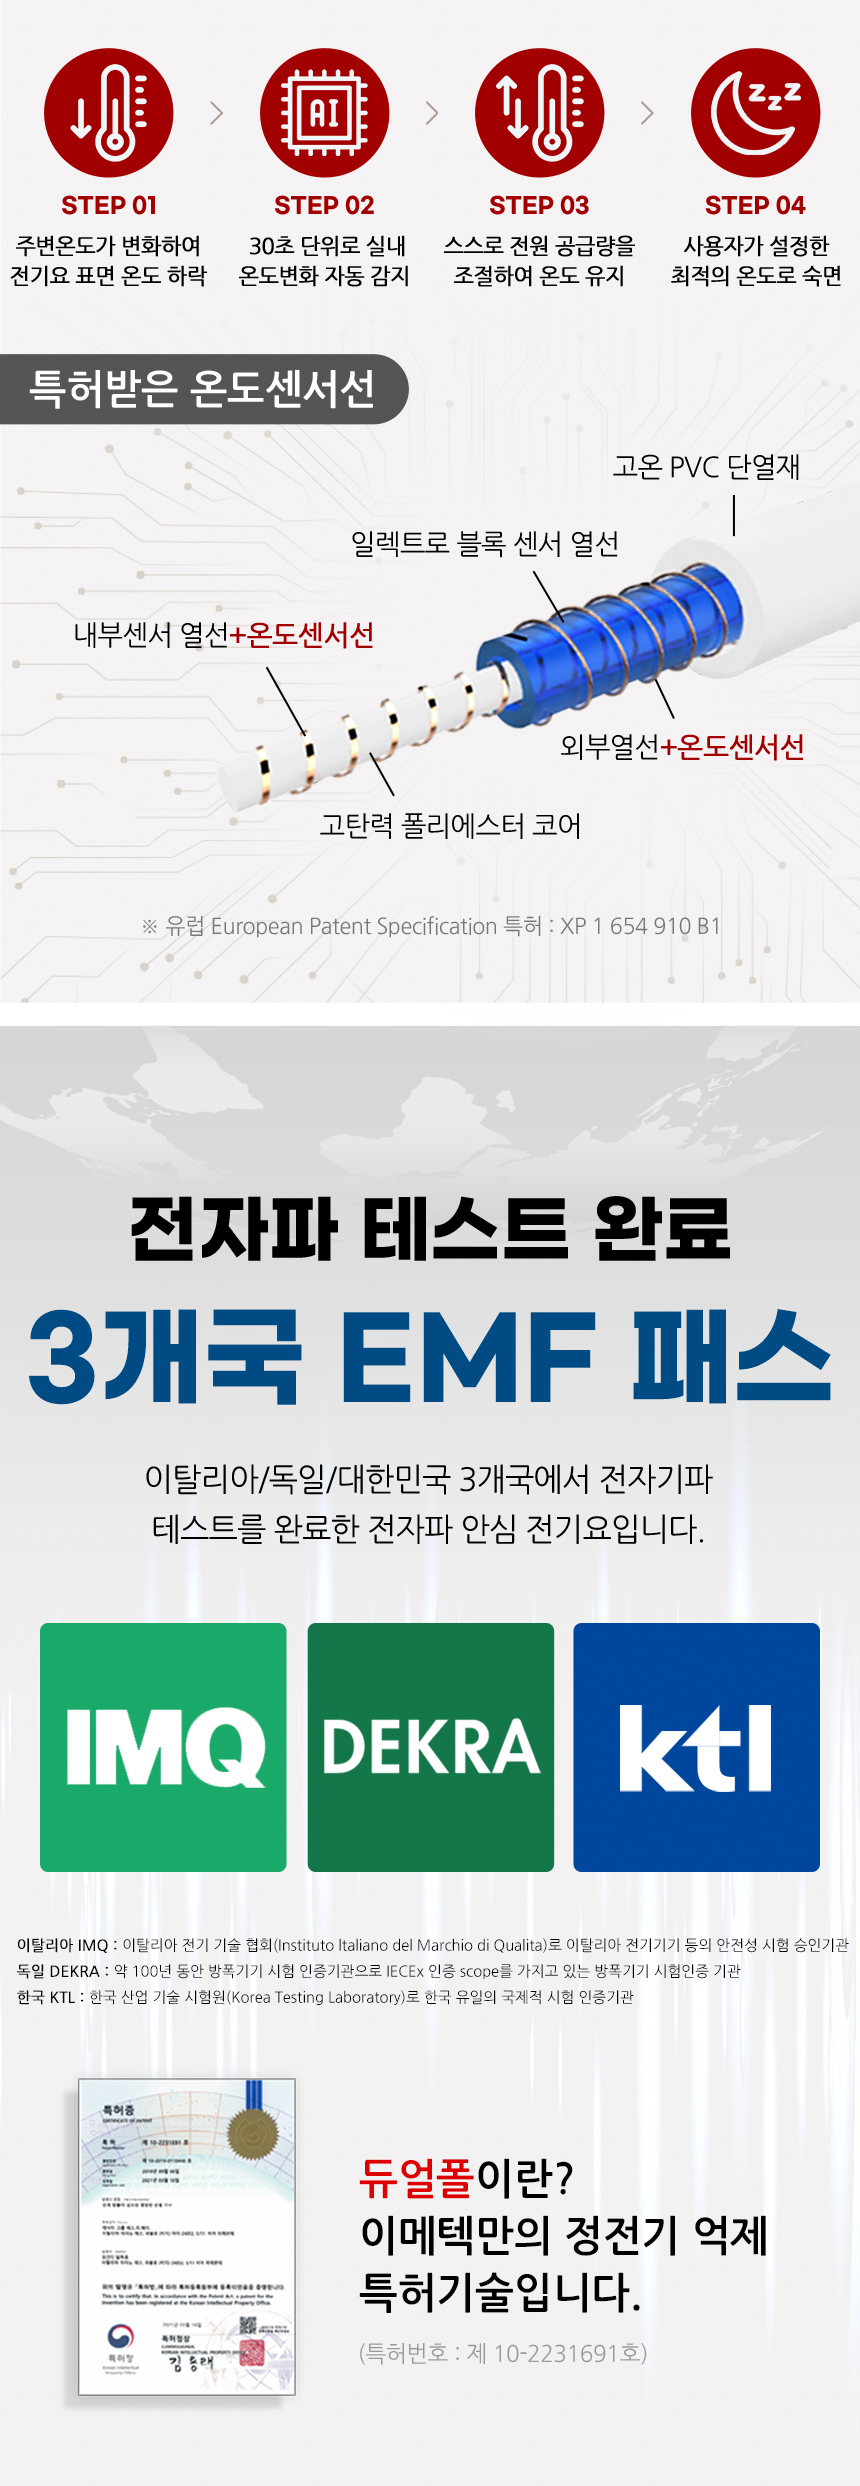 AI
zzz
STEP 01
STEP 02
STEP 03
STEP 04
주변온도가 변화하여
전기요 표면 온도 하락
30초 단위로 실내
온도변화 자동 감지
스스로 전원 공급량을
조절하여 온도 유지
사용자가 설정한
최적의 온도로 숙면
특허받은 온도센서선
고온 PVC 단열재
일렉트로 블록 센서 열선
내부센서 열선+온도센서선
외부열선+온도센서선
고탄력 폴리에스터 코어
※ 유럽 European Patent Specification 특허 : XP 1 654 910 B1
전자파 테스트 완료
3개국 EMF 패스
이탈리아/독일/대한민국 3개국에서 전자기파
테스트를 완료한 전자파 안심 전기요입니다.
IMQ
DEKRA
ktl
이탈리아 IMQ : 이탈리아 전기 기술 협회(Instituto Italiano del Marchio di Qualita)로 이탈리아 전기기기 등의 안전성 시험 승인기관
독일 DEKRA : 약 100년 동안 방폭기기 시험 인증기관으로 IECEx 인증 scope를 가지고 있는 방폭기기 시험인증 기관
한국 KTL : 한국 산업 기술 시험원(Korea Testing Laboratory)로 한국 유일의 국제적 시험 인증기관
특허증
CERTIFICATE OF PATENT
특 허
제 10-2231691 호
특허청장
특허청
듀얼폴이란?
이메텍만의 정전기 억제
특허기술입니다.
(특허번호 : 제 10-2231691호)